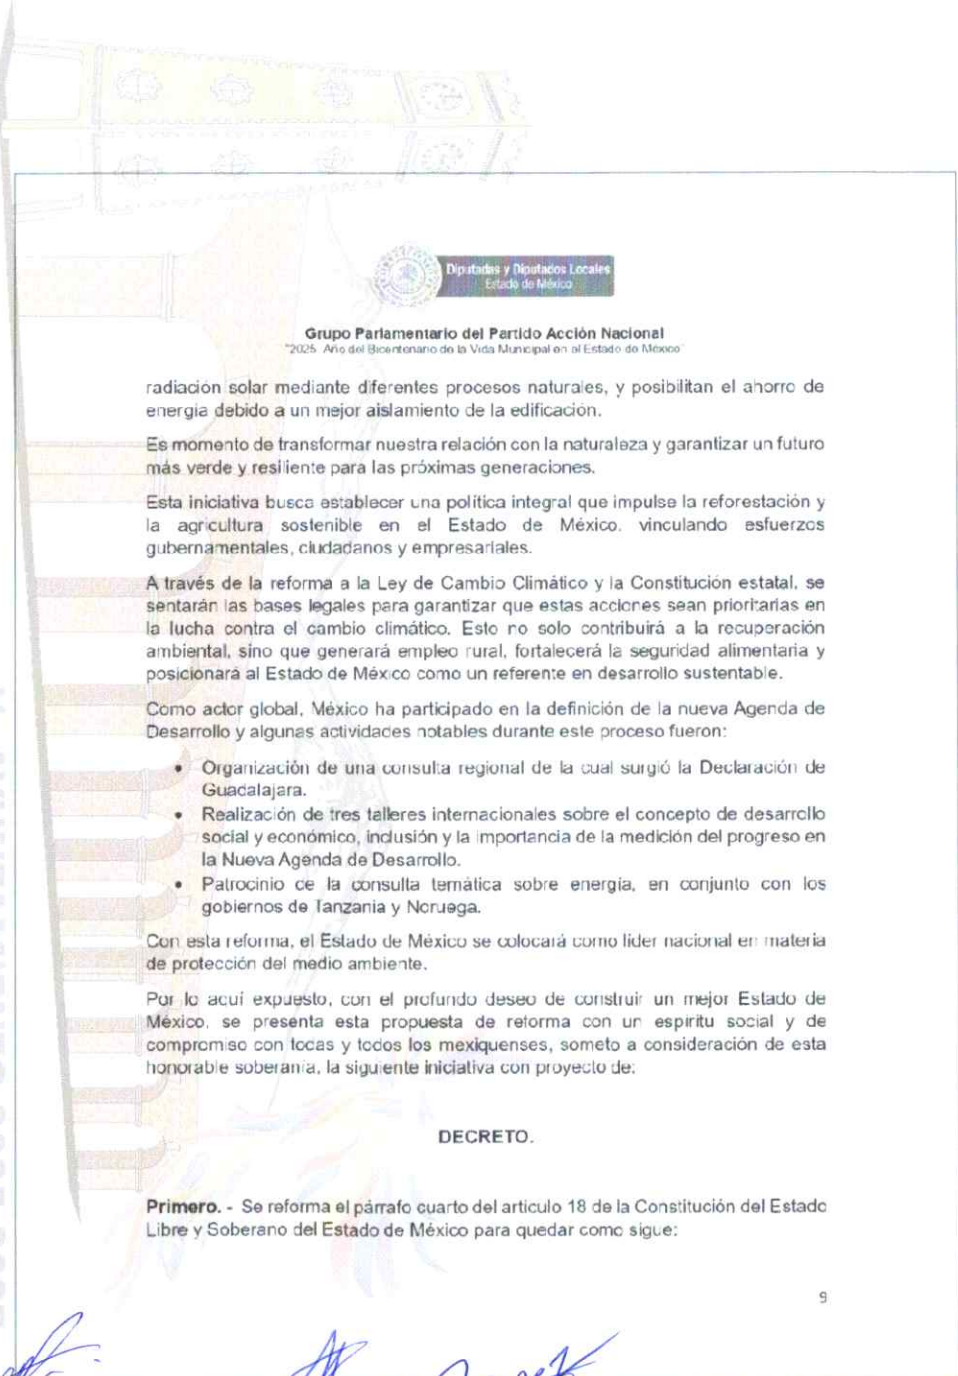 Diputadas y Diputados Locales
Estado de México
Grupo Parlamentario del Partido Acción Nacional
"2025. Año del Bicentenario de la Vida Municipal en el Estado de México"
radiación solar mediante diferentes procesos naturales, y posibilitan el ahorro de
energía debido a un mejor aislamiento de la edificación.
Es momento de transformar nuestra relación con la naturaleza y garantizar un futuro
más verde y resiliente para las próximas generaciones.
Esta iniciativa busca establecer una política integral que impulse la reforestación y
la agricultura sostenible en el Estado de México, vinculando esfuerzos
gubernamentales, ciudadanos y empresariales.
A través de la reforma a la Ley de Cambio Climático y la Constitución estatal, se
sentarán las bases legales para garantizar que estas acciones sean prioritarias en
la lucha contra el cambio climático. Esto no solo contribuirá a la recuperación
ambiental, sino que generará empleo rural, fortalecerá la seguridad alimentaria y
posicionará al Estado de México como un referente en desarrollo sustentable.
Como actor global, México ha participado en la definición de la nueva Agenda de
Desarrollo y algunas actividades notables durante este proceso fueron:
• Organización de una consulta regional de la cual surgió la Declaración de
Guadalajara.
• Realización de tres talleres internacionales sobre el concepto de desarrollo
social y económico, inclusión y la importancia de la medición del progreso en
la Nueva Agenda de Desarrollo.
• Patrocinio de la consulta temática sobre energía, en conjunto con los
gobiernos de Tanzania y Noruega.
Con esta reforma, el Estado de México se colocará como líder nacional en materia
de protección del medio ambiente.
Por lo aquí expuesto, con el profundo deseo de construir un mejor Estado de
México, se presenta esta propuesta de reforma con un espíritu social y de
compromiso con todas y todos los mexiquenses, someto a consideración de esta
honorable soberanía, la siguiente iniciativa con proyecto de:
DECRETO.
Primero. - Se reforma el párrafo cuarto del artículo 18 de la Constitución del Estado
Libre y Soberano del Estado de México para quedar como sigue:
9